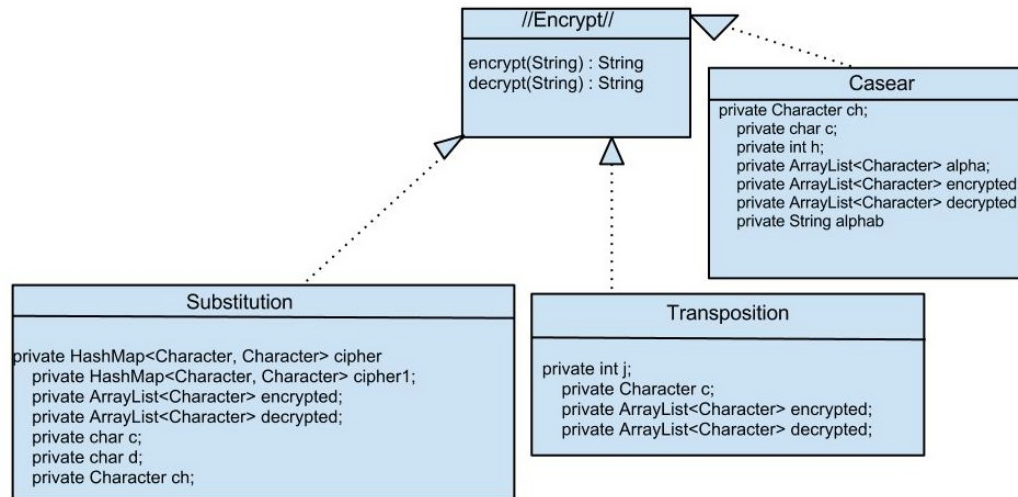 //Encrypt//
encrypt(String) : String
decrypt(String) : String
Casear
private Character ch;
private char c;
private int h;
private ArrayList<Character> alpha;
private ArrayList<Character> encrypted
private ArrayList<Character> decrypted
private String alphab
Substitution
private HashMap<Character, Character> cipher
private HashMap<Character, Character> cipher1;
private ArrayList<Character> encrypted;
private ArrayList<Character> decrypted;
private char c;
private char d;
private Character ch;
Transposition
private int j;
private Character c;
private ArrayList<Character> encrypted;
private ArrayList<Character> decrypted;